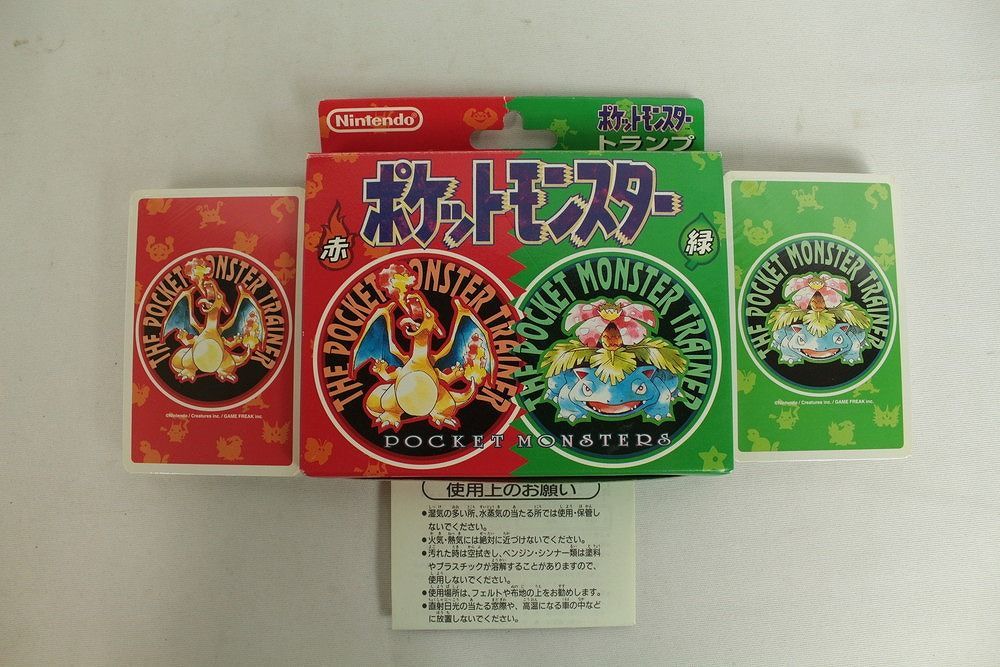 Nintendo
ポケットモンスター
トランプ
ポケットモンスター
赤
緑
THE POCKET MONSTER TRAINER
THE POCKET MONSTER TRAINER
POCKET MONSTERS
THE POCKET MONSTER TRAINER
©Nintendo / Creatures inc. / GAME FREAK inc.
THE POCKET MONSTER TRAINER
©Nintendo / Creatures inc. / GAME FREAK inc.
使用上のお願い
●湿気の多い所、水蒸気の当たる所では使用・保管し
ないでください。
●火気・熱気には絶対に近づけないでください。
●汚れた時は空拭きし、ベンジン・シンナー類は塗料
やプラスチックが溶解することがありますので、
使用しないでください。
●使用場所は、フェルトや布地の上をお勧めします。
●直射日光の当たる窓際や、高温になる車の中など
に放置しないでください。